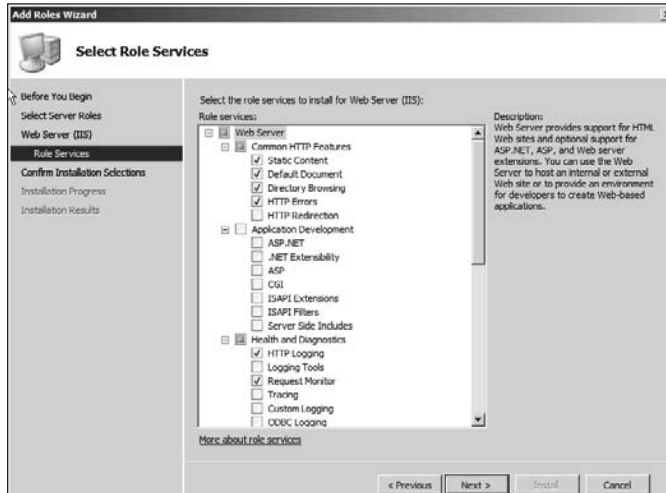 Add Roles Wizard
Select Role Services
Before You Begin
Select Server Roles
Web Server (IIS)
Role Services
Confirm Installation Selections
Installation Progress
Installation Results
Select the role services to install for Web Server (IIS):
Role services:
Web Server
Common HTTP Features
Static Content
Default Document
Directory Browsing
HTTP Errors
HTTP Redirection
Application Development
ASP.NET
.NET Extensibility
ASP
CGI
ISAPI Extensions
ISAPI Filters
Server Side Includes
Health and Diagnostics
HTTP Logging
Logging Tools
Request Monitor
Tracing
Custom Logging
ODBC Logging
More about role services
Description:
Web Server provides support for HTML
Web sites and optional support for
ASP.NET, ASP, and Web server
extensions. You can use the Web
Server to host an internal or external
Web site or to provide an environment
for developers to create Web-based
applications.
< Previous
Next >
Install
Cancel